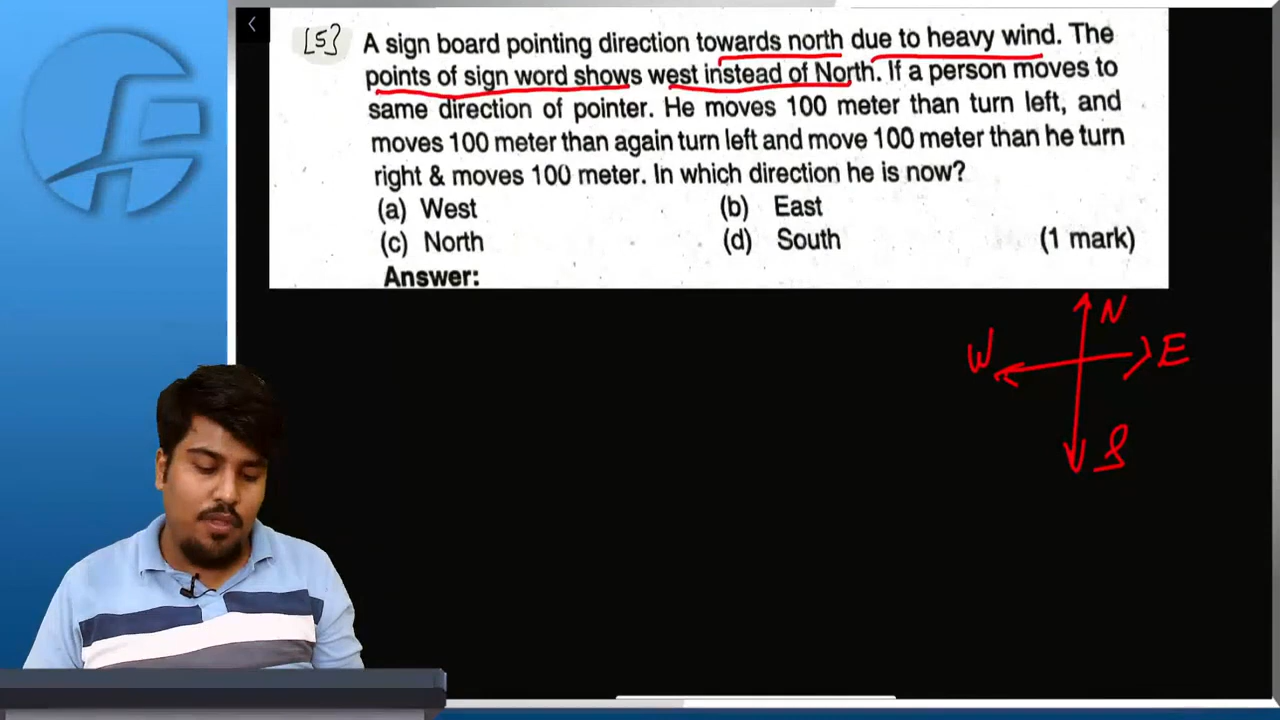 [5] A sign board pointing direction towards north due to heavy wind. The
points of sign word shows west instead of North. If a person moves to
same direction of pointer. He moves 100 meter than turn left, and
moves 100 meter than again turn left and move 100 meter than he turn
right & moves 100 meter. In which direction he is now?
(a) West (b) East
(c) North (d) South (1 mark)
Answer:
N
W E
S